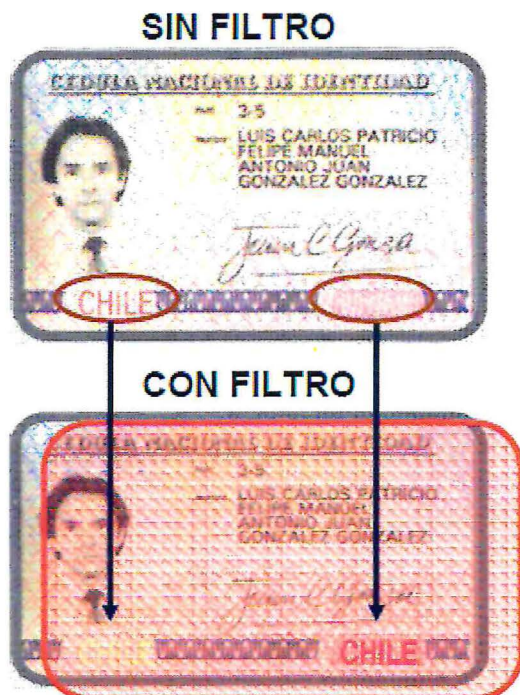 SIN FILTRO
CEDULA NACIONAL DE IDENTIDAD
3-5
LUIS CARLOS PATRICIO
FELIPE MANUEL
ANTONIO JUAN
GONZALEZ GONZALEZ
CHILE
CON FILTRO
CEDULA NACIONAL DE IDENTIDAD
3-5
LUIS CARLOS PATRICIO
FELIPE MANUEL
ANTONIO JUAN
GONZALEZ GONZALEZ
CHILE